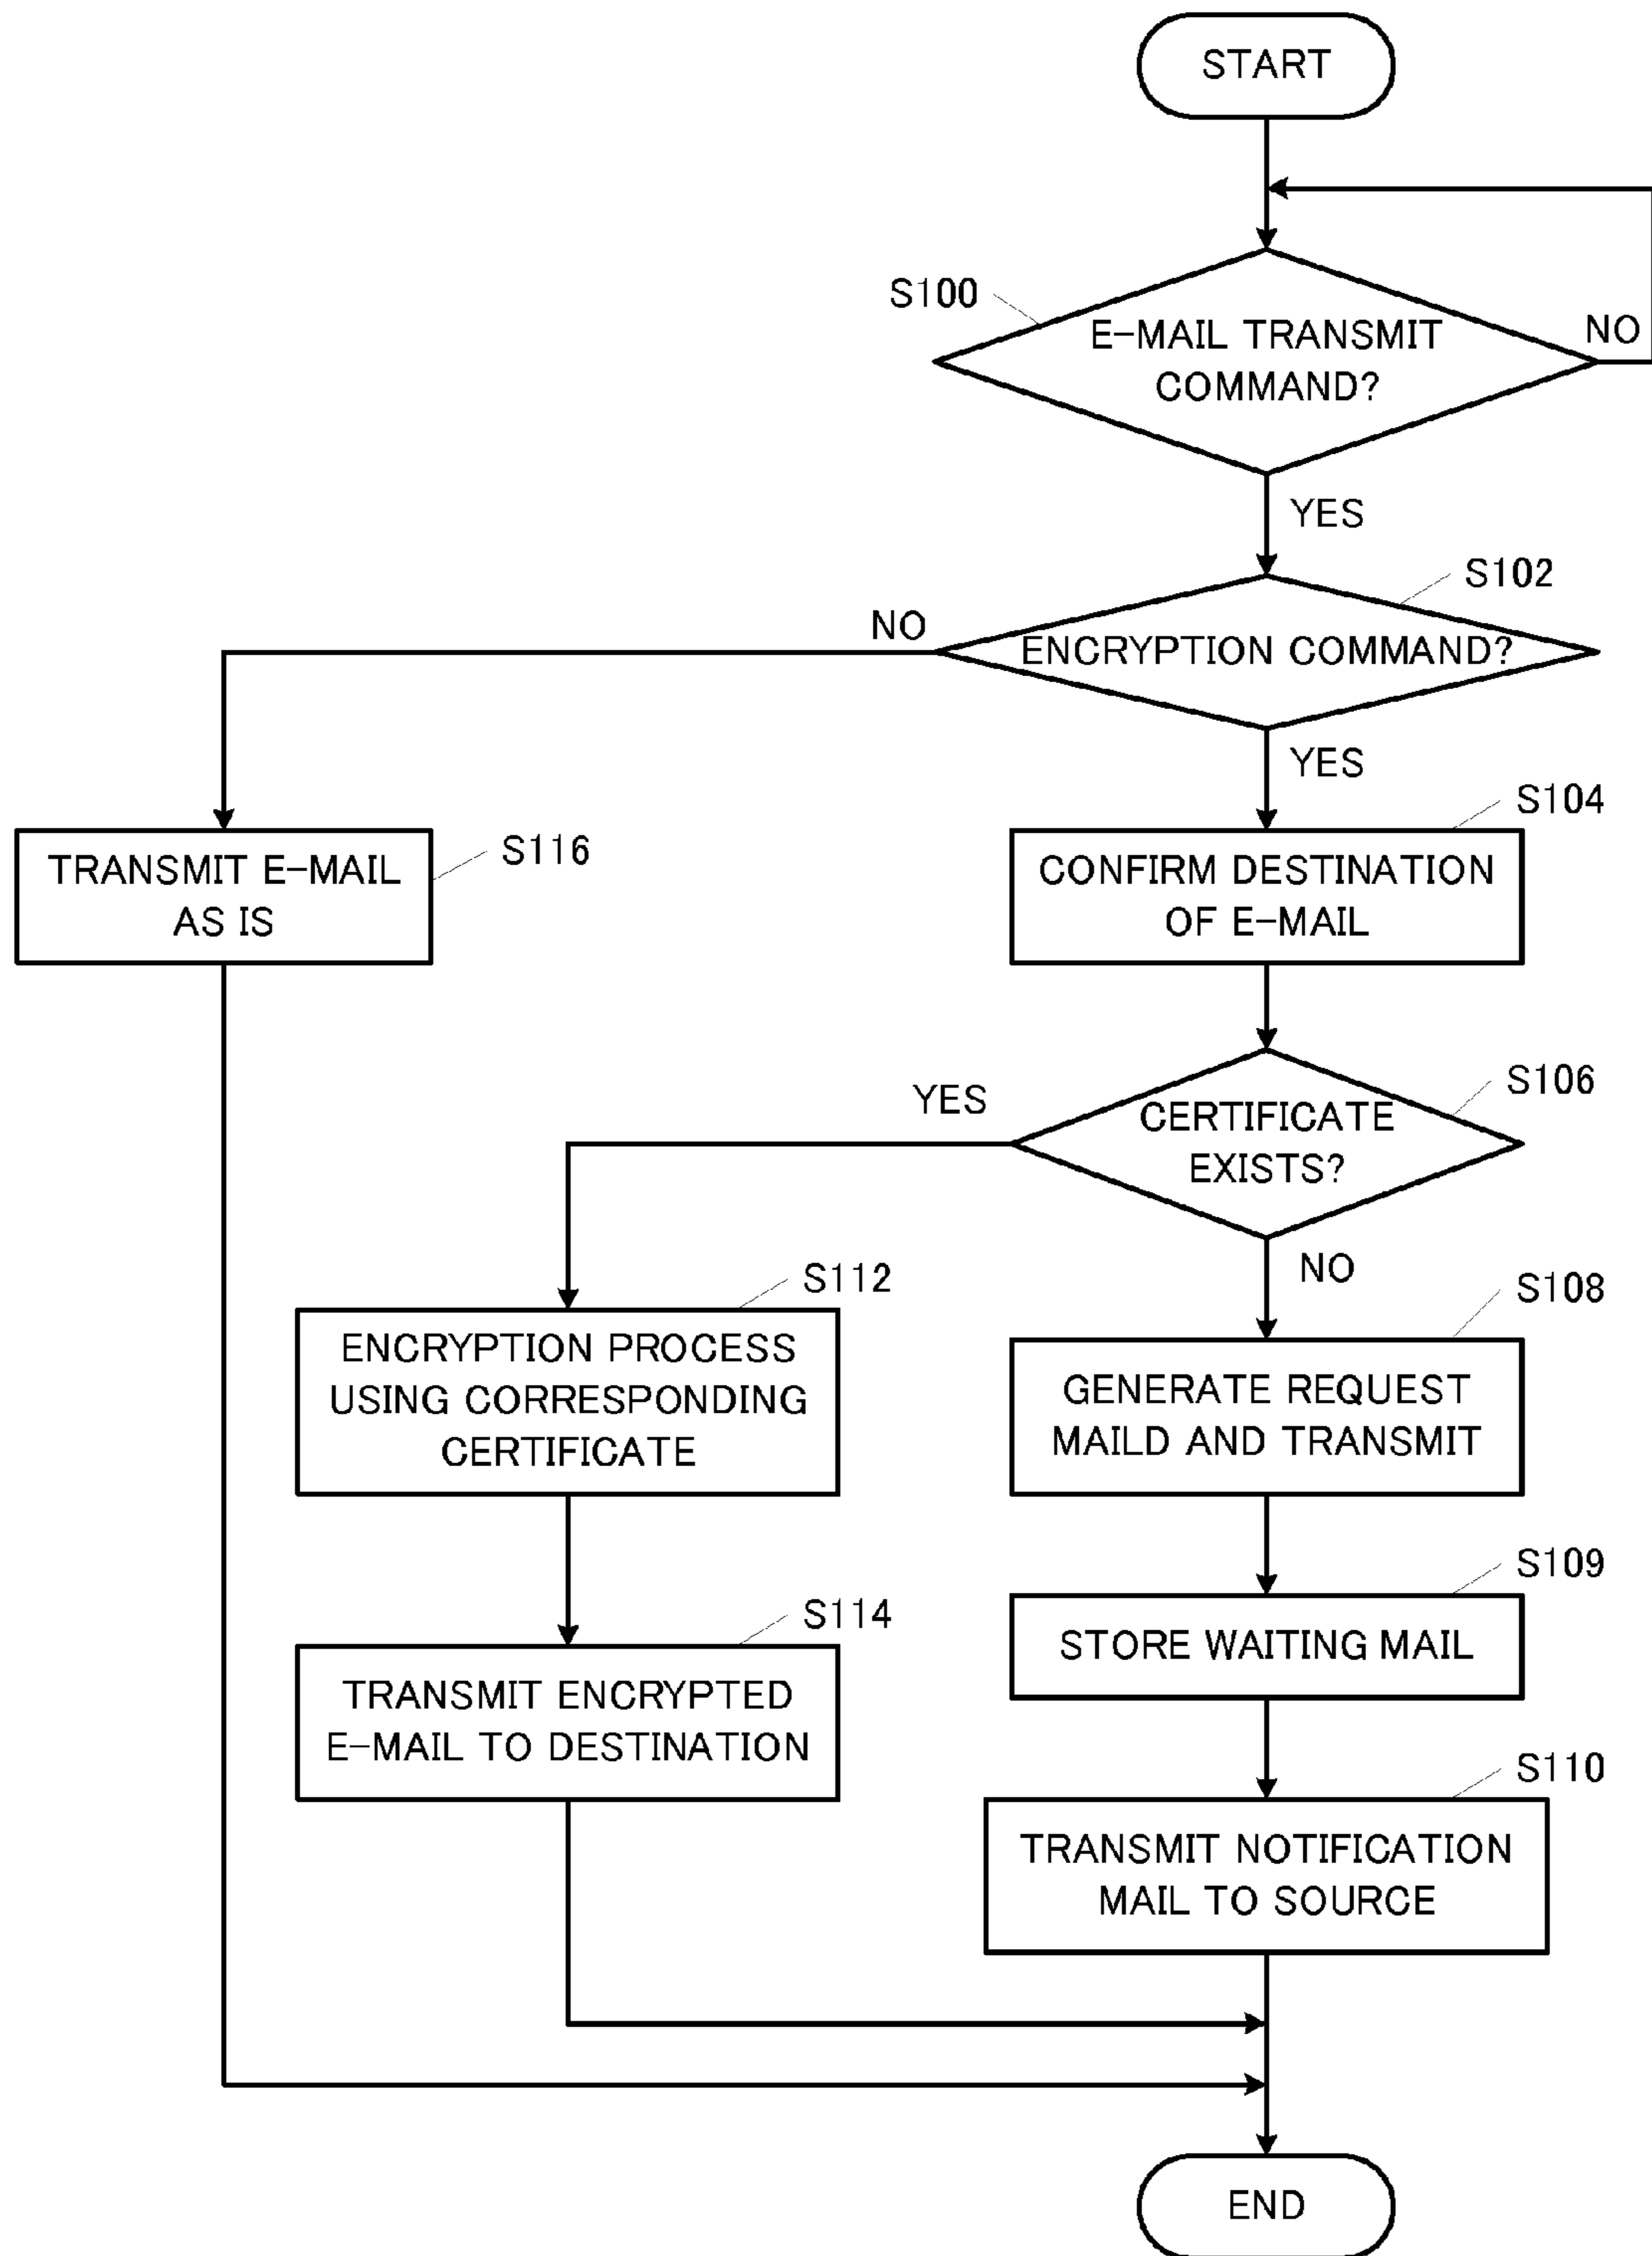 START
S100
E-MAIL TRANSMIT
COMMAND?
NO
YES
S102
NO
ENCRYPTION COMMAND?
YES
S104
S116
TRANSMIT E-MAIL
AS IS
CONFIRM DESTINATION
OF E-MAIL
S106
YES
CERTIFICATE
EXISTS?
NO
S112
S108
ENCRYPTION PROCESS
USING CORRESPONDING
CERTIFICATE
GENERATE REQUEST
MAILD AND TRANSMIT
S109
S114
STORE WAITING MAIL
TRANSMIT ENCRYPTED
E-MAIL TO DESTINATION
S110
TRANSMIT NOTIFICATION
MAIL TO SOURCE
END